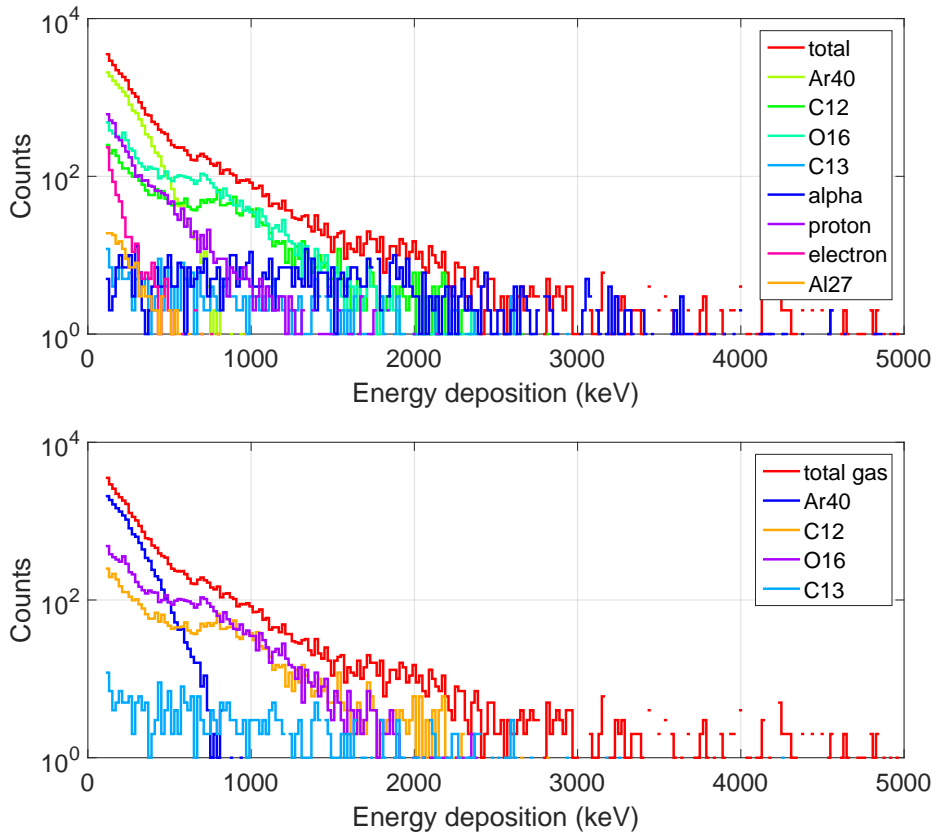 10^4
10^2
10^0
Counts
0 1000 2000 3000 4000 5000
Energy deposition (keV)
total
Ar40
C12
O16
C13
alpha
proton
electron
Al27
10^4
10^2
10^0
Counts
0 1000 2000 3000 4000 5000
Energy deposition (keV)
total gas
Ar40
C12
O16
C13